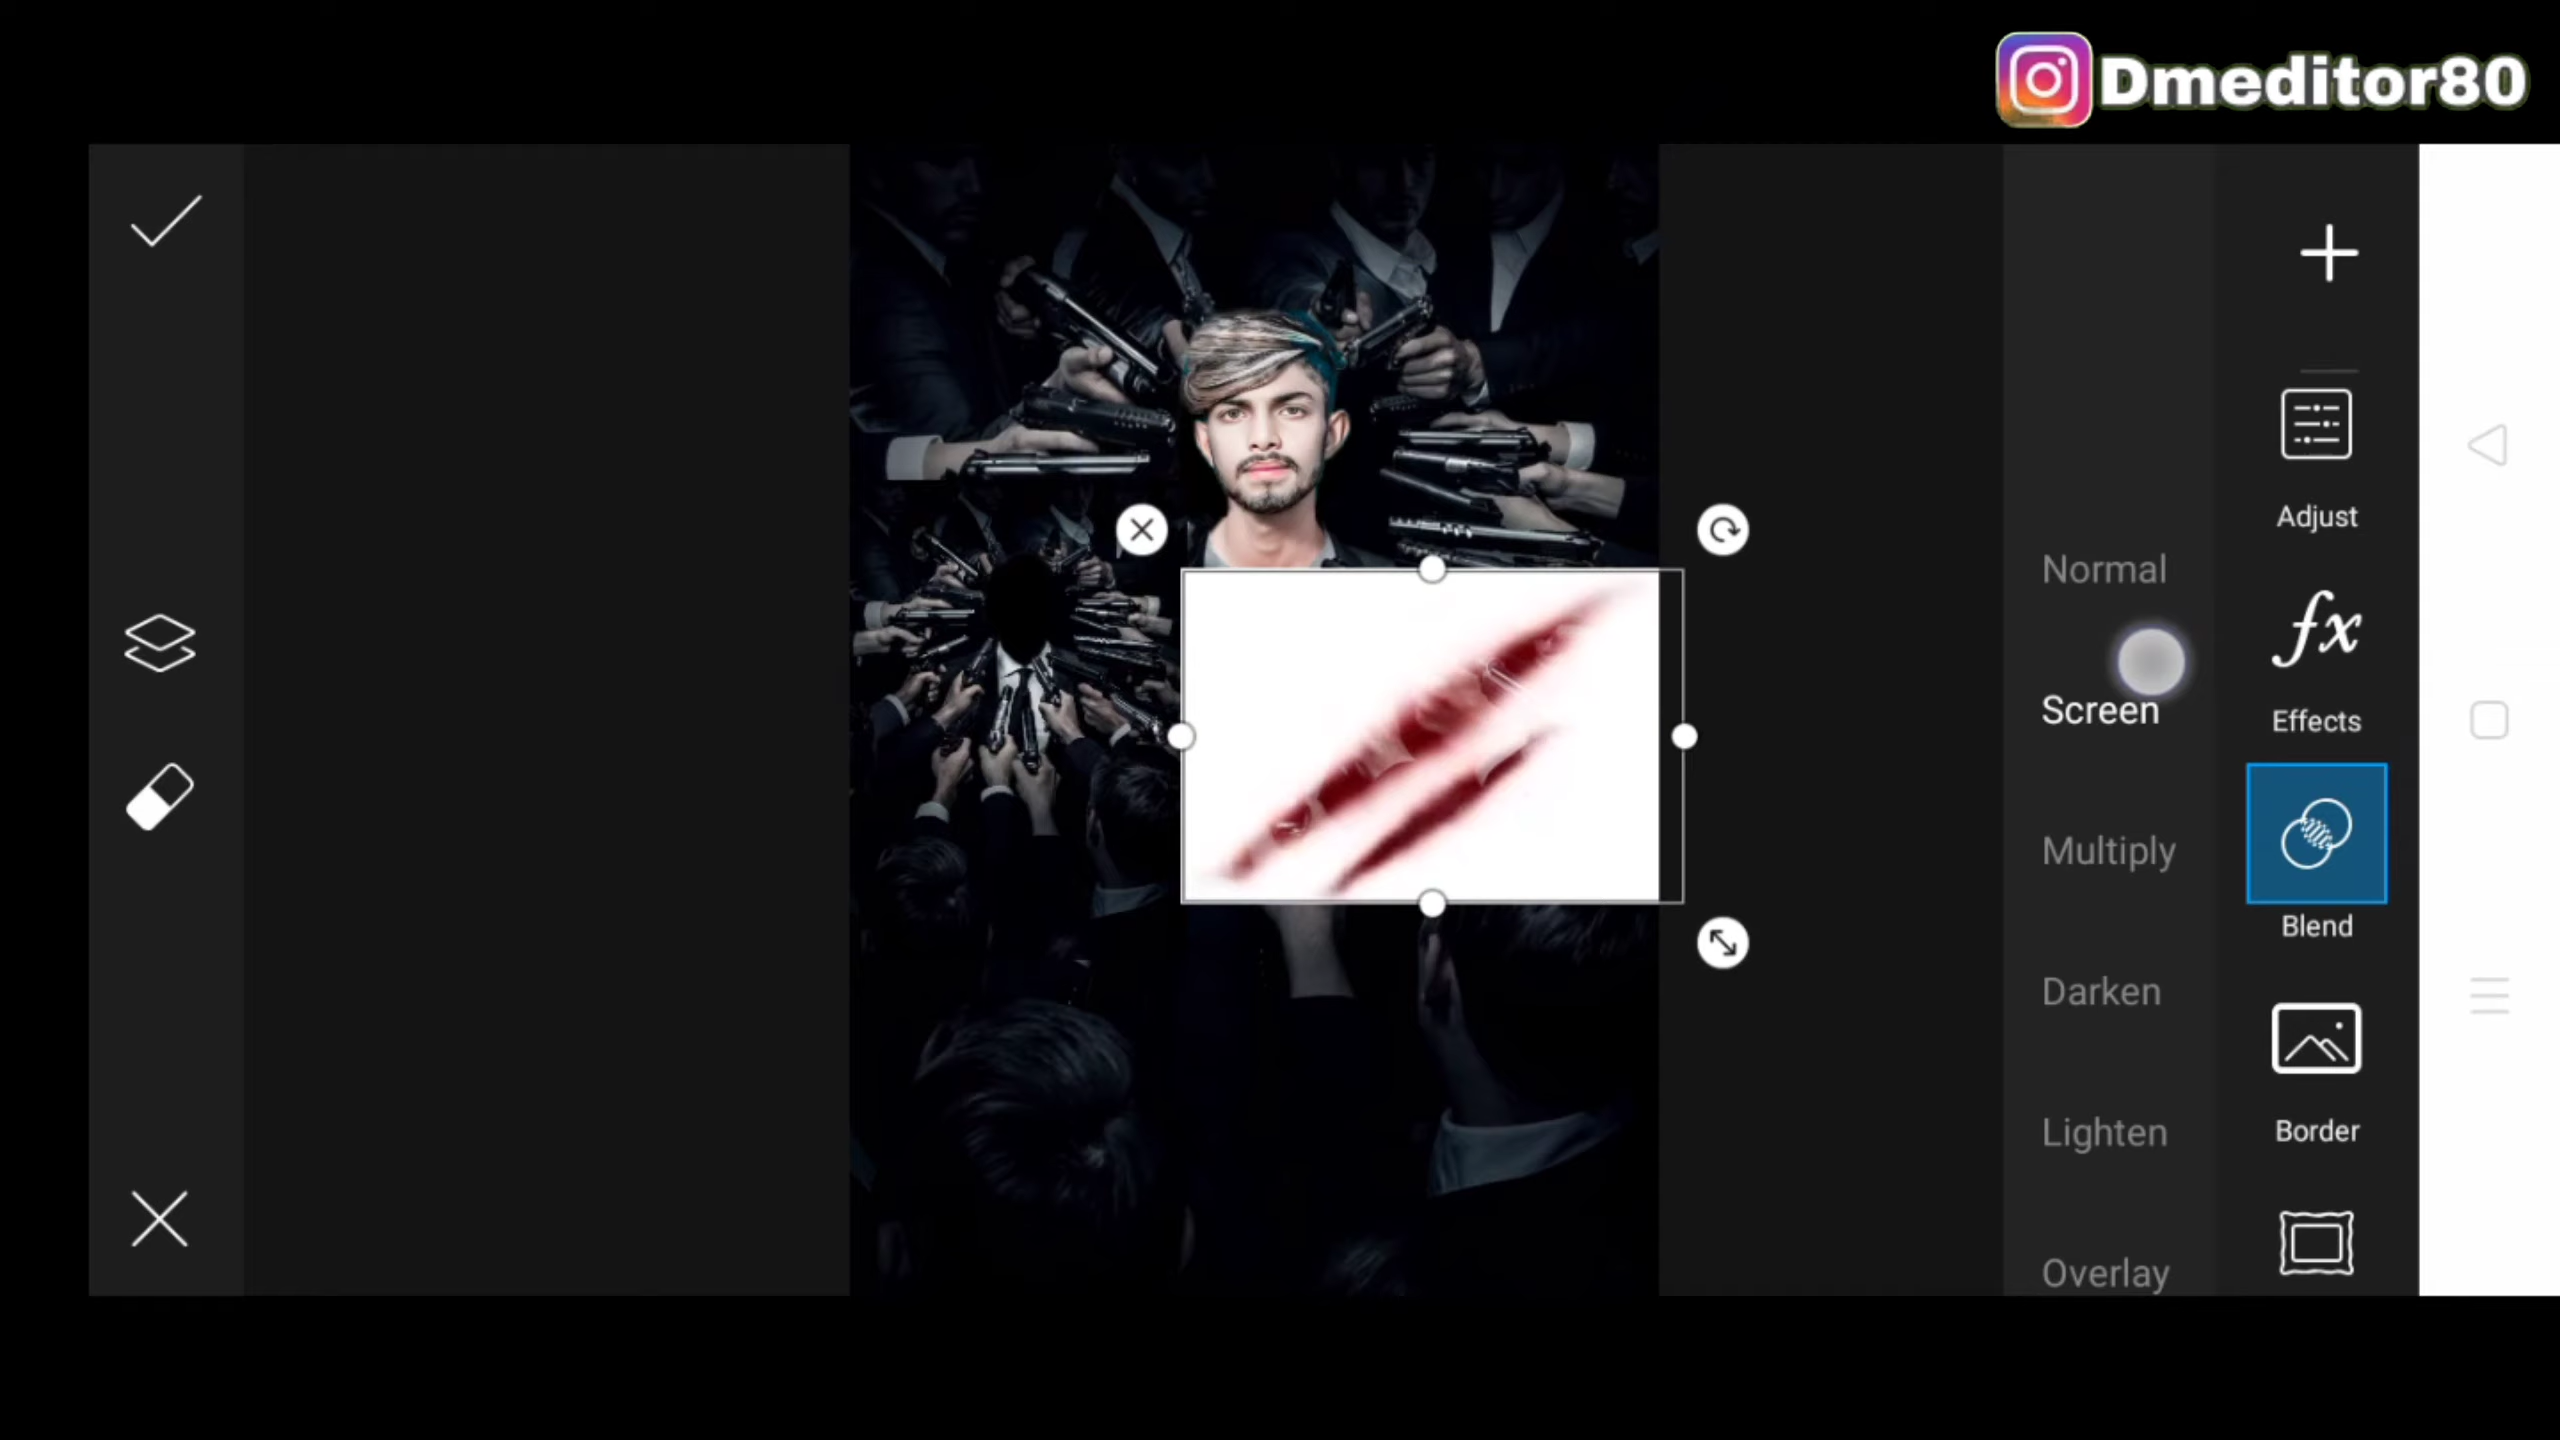 Dmeditor80
Adjust
Normal
Effects
Screen
Multiply
Blend
Darken
Border
Lighten
Overlay